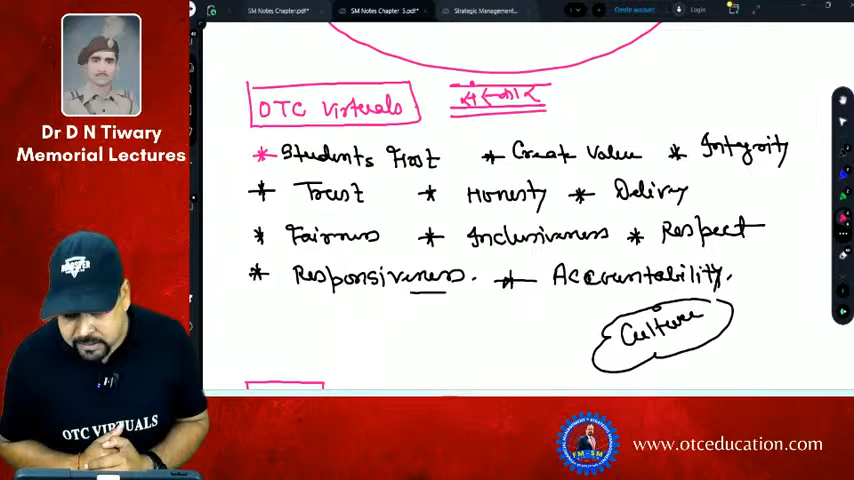 SM Notes Chapter.pdf*
SM Notes Chapter 5.pdf*
Strategic Management...
Create account
Login
OTC Virtuals
संस्कार
* Students First * Create Value * Integrity
* Trust * Honesty * Delivery
* Fairness * Inclusiveness * Respect
* Responsiveness. * Accountability.
Culture
Dr D N Tiwary
Memorial Lectures
OTC VIRTUALS
FM-SM
www.otceducation.com